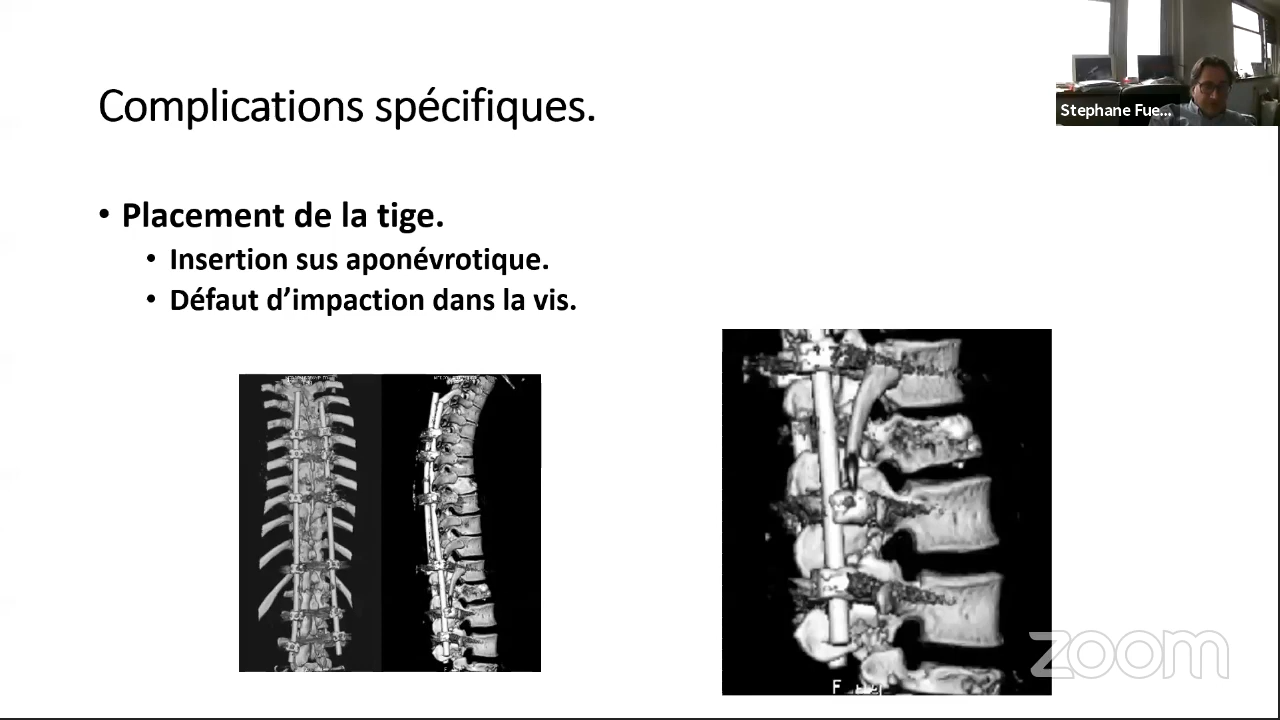 Complications spécifiques.
Stephane Fue...
• Placement de la tige.
• Insertion sus aponévrotique.
• Défaut d’impaction dans la vis.
zoom